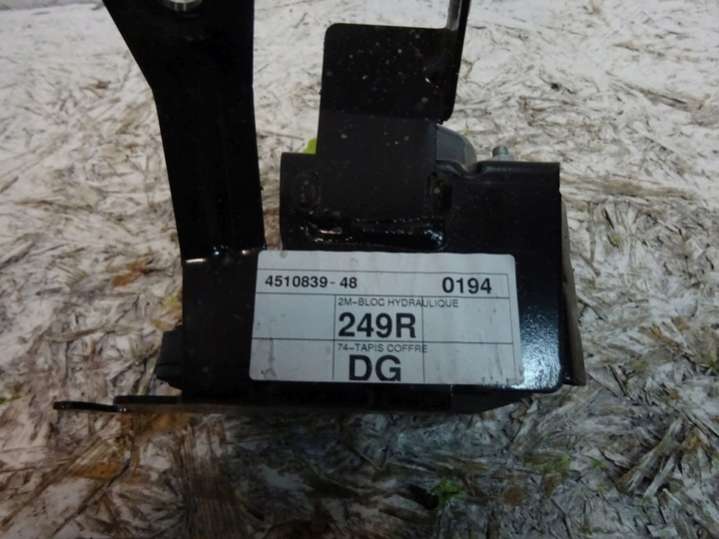 4510839-48 0194
2M-BLOC HYDRAULIQUE
249R
74-TAPIS COFFRE
DG